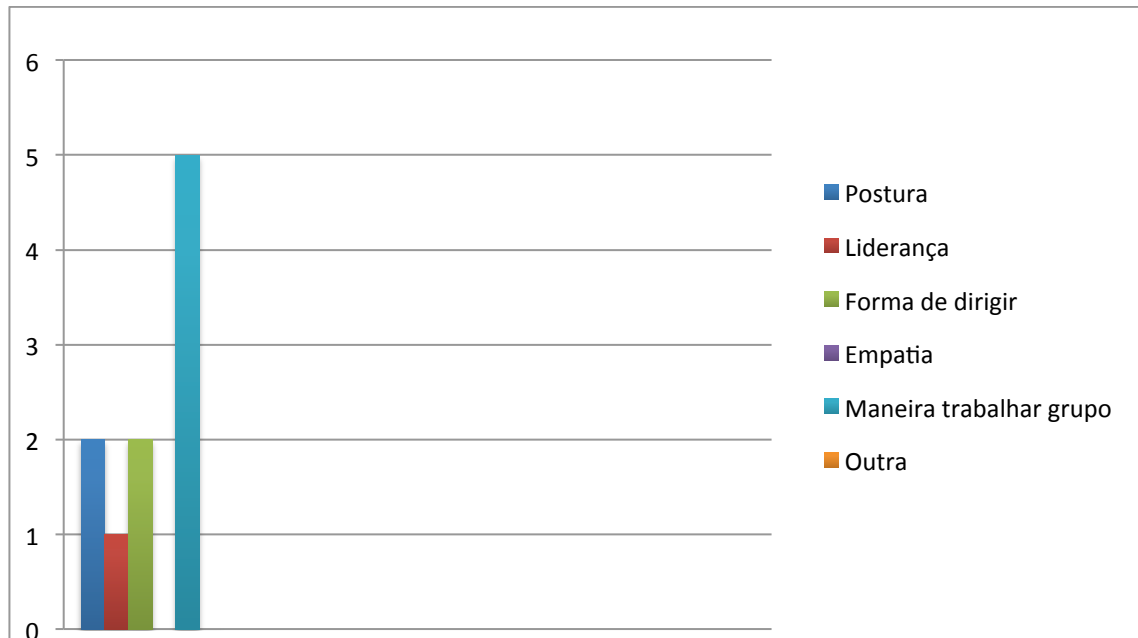 6
5
4
3
2
1
0
Postura
Liderança
Forma de dirigir
Empatia
Maneira trabalhar grupo
Outra